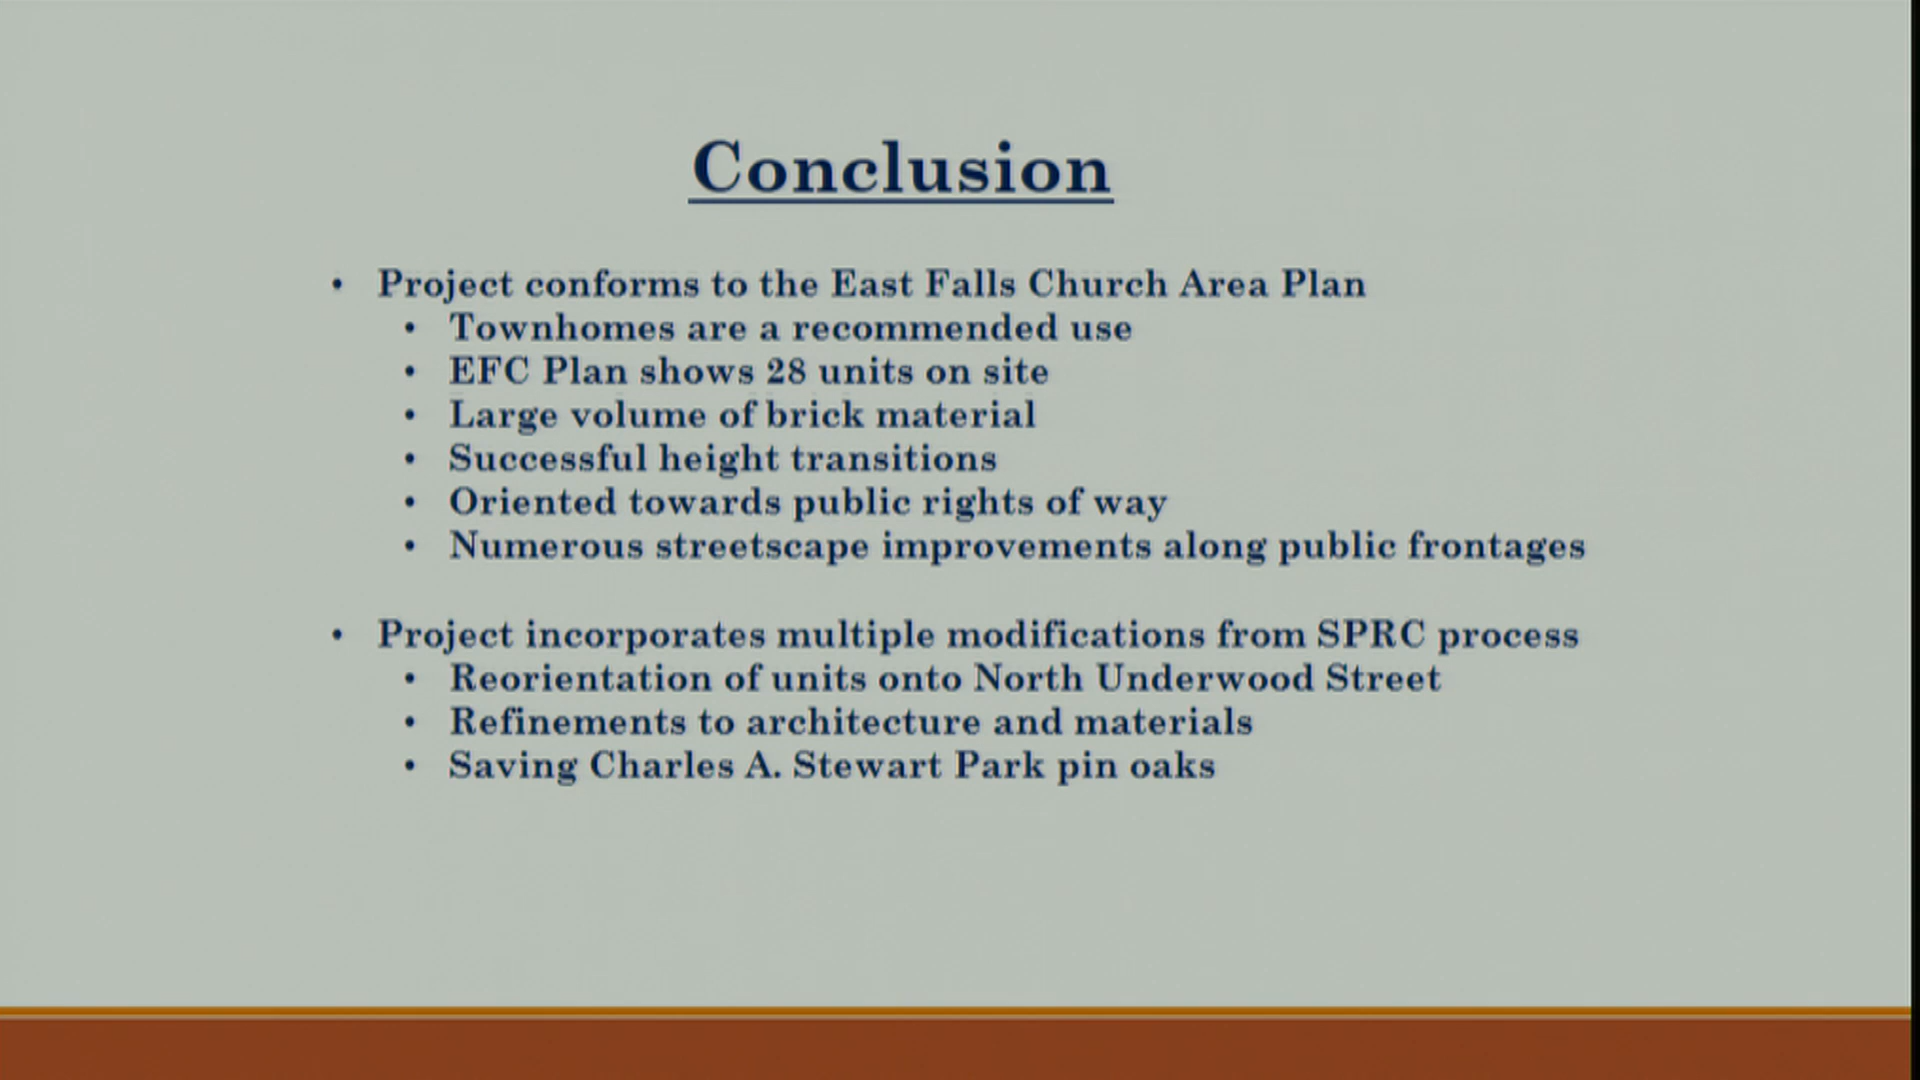 Conclusion
• Project conforms to the East Falls Church Area Plan
• Townhomes are a recommended use
• EFC Plan shows 28 units on site
• Large volume of brick material
• Successful height transitions
• Oriented towards public rights of way
• Numerous streetscape improvements along public frontages
• Project incorporates multiple modifications from SPRC process
• Reorientation of units onto North Underwood Street
• Refinements to architecture and materials
• Saving Charles A. Stewart Park pin oaks